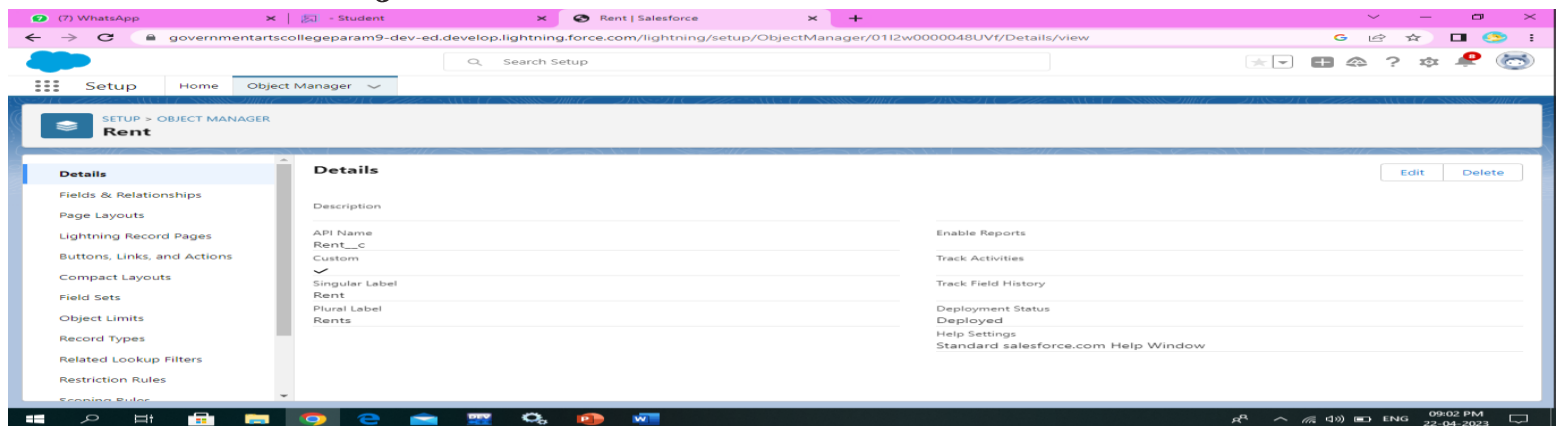 (7) WhatsApp
- Student
Rent | Salesforce
governmentartscollegeparam9-dev-ed.develop.lightning.force.com/lightning/setup/ObjectManager/01I2w0000048UVf/Details/view
Search Setup
Setup
Home
Object Manager
SETUP > OBJECT MANAGER
Rent
Details
Fields & Relationships
Page Layouts
Lightning Record Pages
Buttons, Links, and Actions
Compact Layouts
Field Sets
Object Limits
Record Types
Related Lookup Filters
Restriction Rules
Scoping Rules
Details
Edit
Delete
Description
API Name
Rent__c
Custom
Singular Label
Rent
Plural Label
Rents
Enable Reports
Track Activities
Track Field History
Deployment Status
Deployed
Help Settings
Standard salesforce.com Help Window
ENG
09:02 PM
22-04-2023